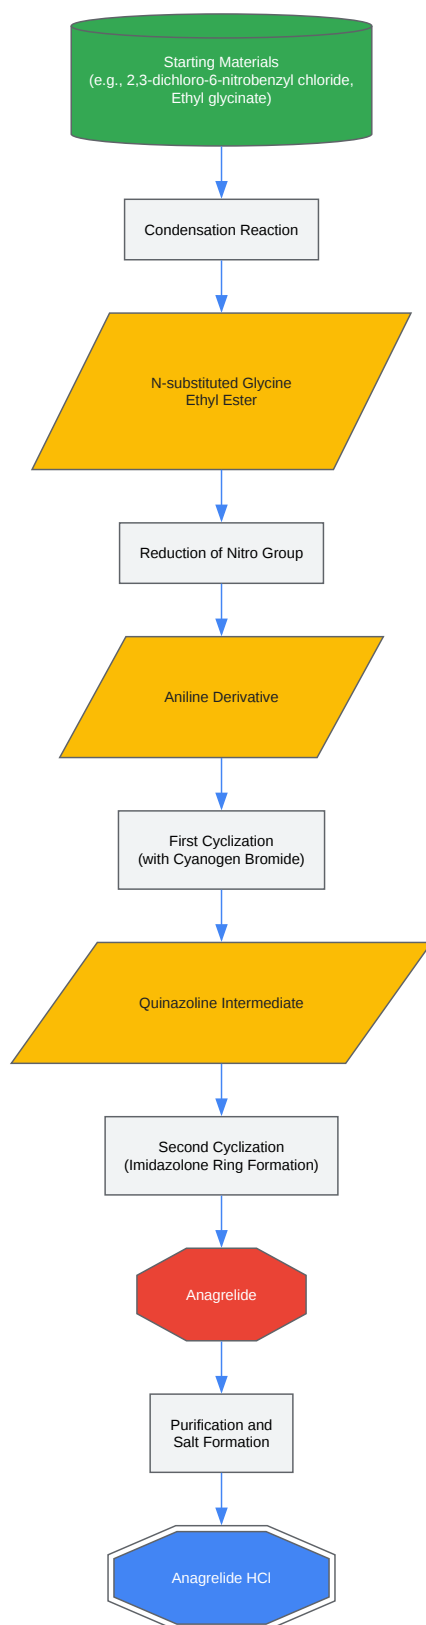 Starting Materials
(e.g., 2,3-dichloro-6-nitrobenzyl chloride,
Ethyl glycinate)
Condensation Reaction
N-substituted Glycine
Ethyl Ester
Reduction of Nitro Group
Aniline Derivative
First Cyclization
(with Cyanogen Bromide)
Quinazoline Intermediate
Second Cyclization
(Imidazolone Ring Formation)
Anagrelide
Purification and
Salt Formation
Anagrelide HCl